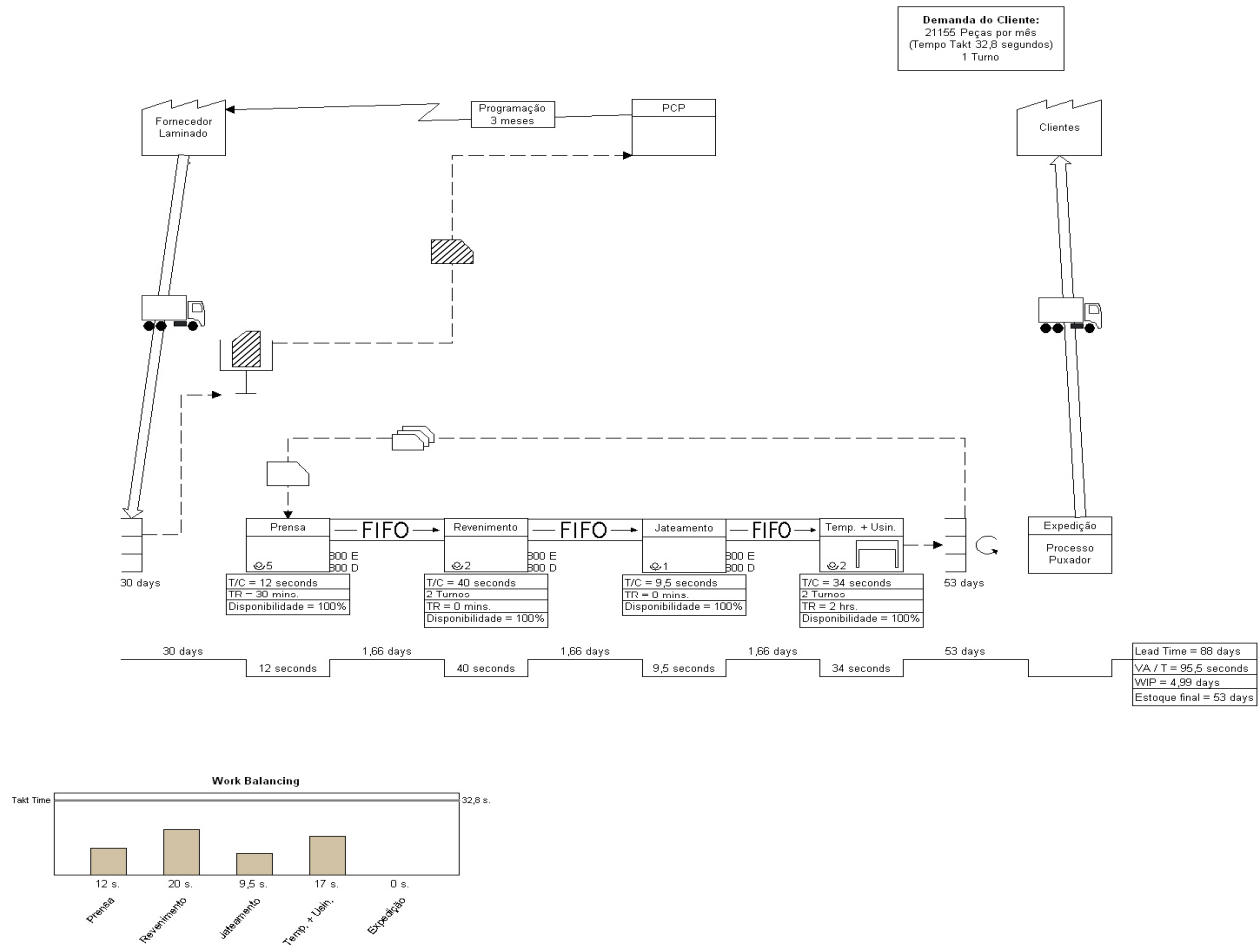 Demanda do Cliente:
21155 Peças por mês
(Tempo Takt 32,8 segundos)
1 Turno
Fornecedor
Laminado
Programação
3 meses
PCP
Clientes
Prensa
5
FIFO
Revenimento
2
FIFO
Jateamento
1
FIFO
Temp. + Usin.
2
Expedição
Processo
Puxador
800 E
800 D
800 E
800 D
800 E
800 D
30 days
T/C = 12 seconds
TR = 30 mins.
Disponibilidade = 100%
T/C = 40 seconds
2 Turnos
TR = 0 mins.
Disponibilidade = 100%
T/C = 9,5 seconds
TR = 0 mins.
Disponibilidade = 100%
T/C = 34 seconds
2 Turnos
TR = 2 hrs.
Disponibilidade = 100%
53 days
30 days
12 seconds
1,66 days
40 seconds
1,66 days
9,5 seconds
1,66 days
34 seconds
53 days
Lead Time = 88 days
VA / T = 95,5 seconds
WIP = 4,99 days
Estoque final = 53 days
Work Balancing
Takt Time
32,8 s.
12 s.
20 s.
9,5 s.
17 s.
0 s.
Prensa
Revenimento
Jateamento
Temp. + Usin.
Expedição